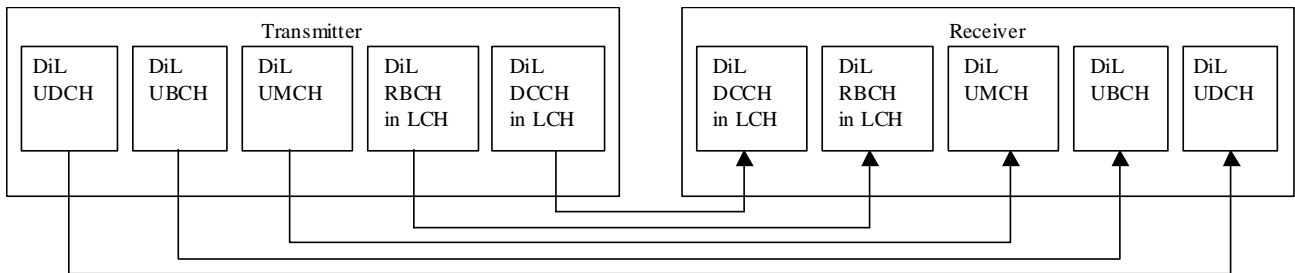 Transmitter
DiL
UDCH
DiL
UBCH
DiL
UMCH
DiL
RBCH
in LCH
DiL
DCCH
in LCH
Receiver
DiL
DCCH
in LCH
DiL
RBCH
in LCH
DiL
UMCH
DiL
UBCH
DiL
UDCH